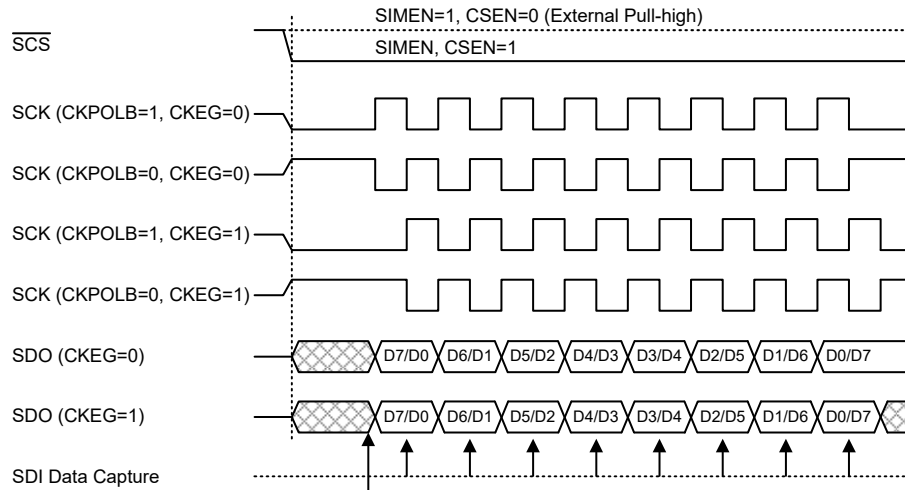 SIMEN=1, CSEN=0 (External Pull-high)
SCS
SIMEN, CSEN=1
SCK (CKPOLB=1, CKEG=0)
SCK (CKPOLB=0, CKEG=0)
SCK (CKPOLB=1, CKEG=1)
SCK (CKPOLB=0, CKEG=1)
SDO (CKEG=0) D7/D0 D6/D1 D5/D2 D4/D3 D3/D4 D2/D5 D1/D6 D0/D7
SDO (CKEG=1) D7/D0 D6/D1 D5/D2 D4/D3 D3/D4 D2/D5 D1/D6 D0/D7
SDI Data Capture